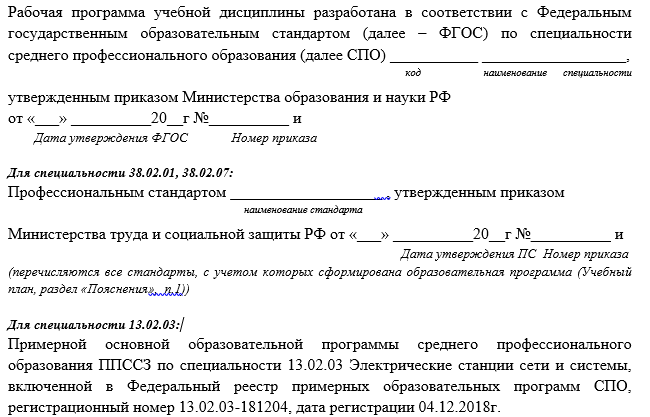 Рабочая программа учебной дисциплины разработана в соответствии с Федеральным
государственным образовательным стандартом (далее – ФГОС) по специальности
среднего профессионального образования (далее СПО) ___________ __________________,
код наименование специальности
утвержденным приказом Министерства образования и науки РФ
от «___» __________20__г №__________ и
Дата утверждения ФГОС Номер приказа
Для специальности 38.02.01, 38.02.07:
Профессиональным стандартом ____________________, утвержденным приказом
наименование стандарта
Министерства труда и социальной защиты РФ от «___» __________20__г №__________ и
Дата утверждения ПС Номер приказа
(перечисляются все стандарты, с учетом которых сформирована образовательная программа (Учебный
план, раздел «Пояснения», п.1))
Для специальности 13.02.03:
Примерной основной образовательной программы среднего профессионального
образования ППССЗ по специальности 13.02.03 Электрические станции сети и системы,
включенной в Федеральный реестр примерных образовательных программ СПО,
регистрационный номер 13.02.03-181204, дата регистрации 04.12.2018г.